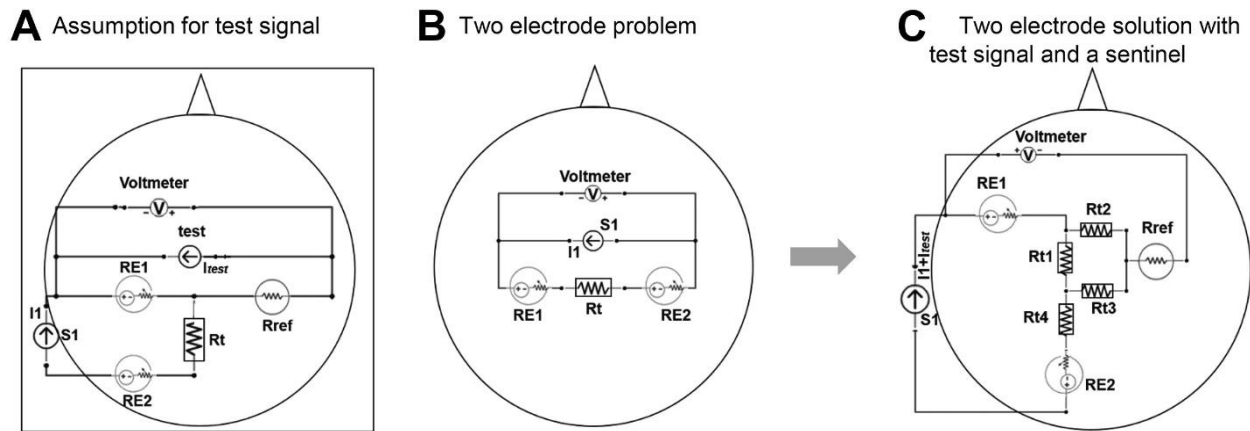 A Assumption for test signal
B Two electrode problem
C Two electrode solution with
test signal and a sentinel
Voltmeter
V
- +
test
Itest
RE1
+ -
I1
S1
Rt
Rref
RE2
+ -
Voltmeter
V
- +
S1
I1
RE1
+ -
Rt
RE2
+ -
Voltmeter
+ V -
RE1
+ -
Rt2
Rref
Rt1
I1+Itest
Rt3
S1
Rt4
RE2
+